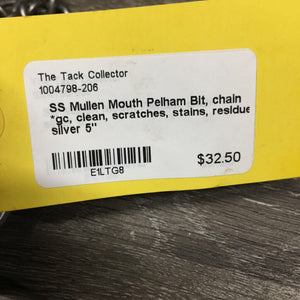 The Tack Collector
1004798-206
SS Mullen Mouth Pelham Bit, chain
*gc, clean, scratches, stains, residue
silver 5"
$32.50
E1LTG8